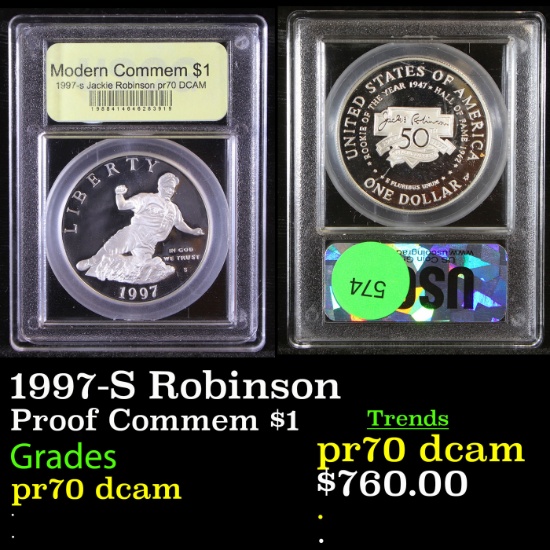 Modern Commem $1
1997-s Jackie Robinson pr70 DCAM
LIBERTY
IN GOD
WE TRUST
S
1997
UNITED STATES OF AMERICA
ROOKIE OF THE YEAR 1947 • HALL OF FAME 1962
Jackie Robinson
50
E PLURIBUS UNUM
ONE DOLLAR
574
USC
1997-S Robinson
Proof Commem $1
Grades
pr70 dcam
.
.
Trends
pr70 dcam
$760.00
.
.